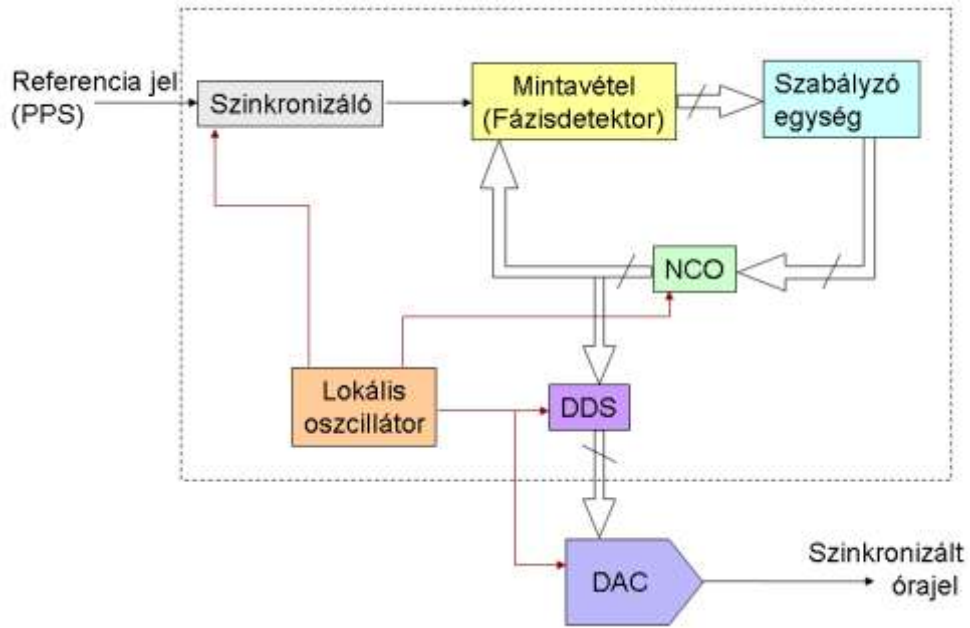 Referencia jel
(PPS)
Szinkronizáló
Mintavétel
(Fázisdetektor)
Szabályzó
egység
NCO
Lokális
oszcillátor
DDS
DAC
Szinkronizált
órajel